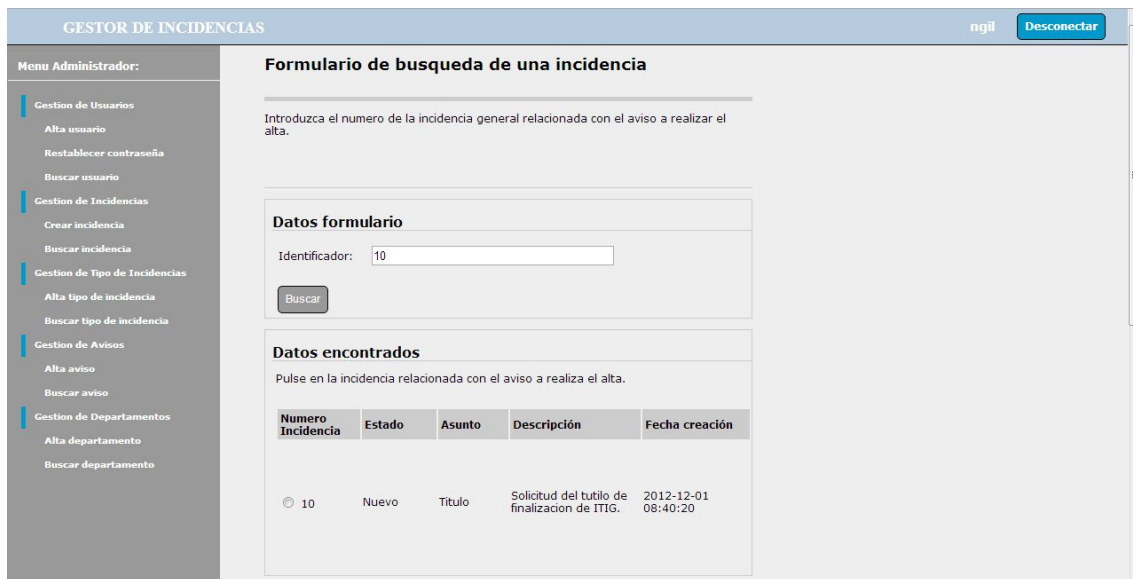 GESTOR DE INCIDENCIAS
ngil
Desconectar
Menu Administrador:
Gestion de Usuarios
Alta usuario
Restablecer contraseña
Buscar usuario
Gestion de Incidencias
Crear incidencia
Buscar incidencia
Gestion de Tipo de Incidencias
Alta tipo de incidencia
Buscar tipo de incidencia
Gestion de Avisos
Alta aviso
Buscar aviso
Gestion de Departamentos
Alta departamento
Buscar departamento
Formulario de busqueda de una incidencia
Introduzca el numero de la incidencia general relacionada con el aviso a realizar el
alta.
Datos formulario
Identificador: 10
Buscar
Datos encontrados
Pulse en la incidencia relacionada con el aviso a realiza el alta.
Numero
Incidencia Estado Asunto Descripción Fecha creación
10 Nuevo Titulo Solicitud del tutilo de 2012-12-01
finalizacion de ITIG. 08:40:20